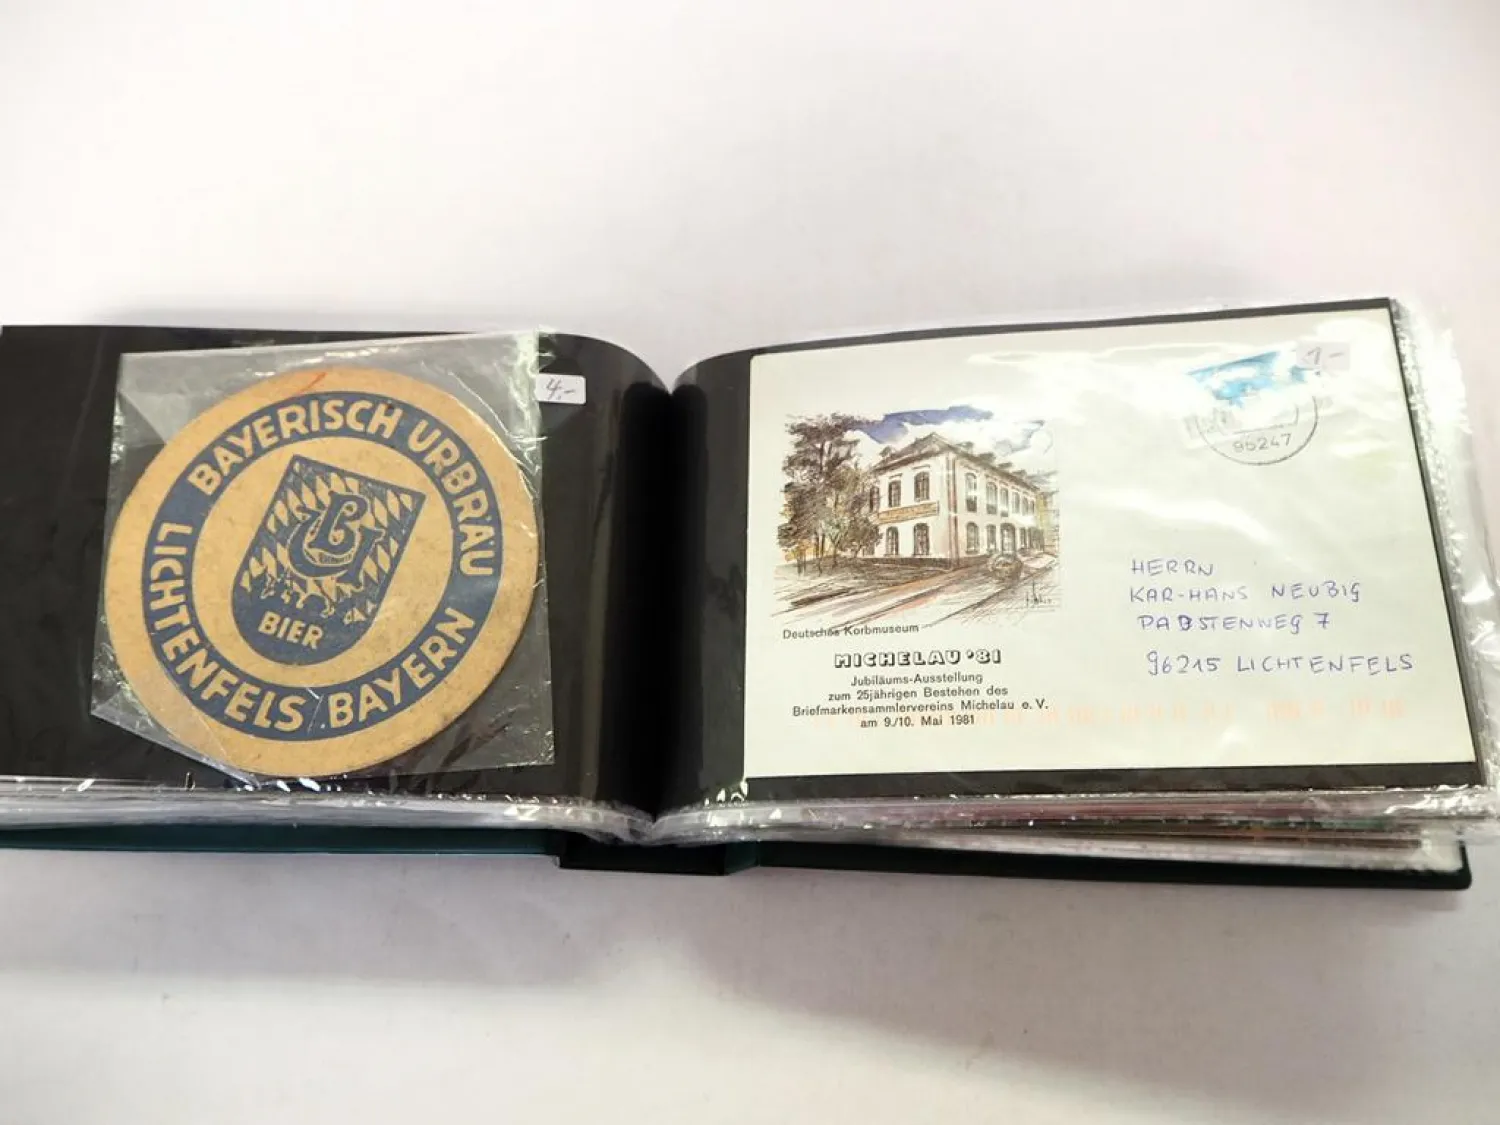 BAYERISCH URBRÄU
LICHTENFELS BAYERN
BIER
4,-
1,-
95247
Deutsches Korbmuseum
MICHELAU '81
Jubiläums-Ausstellung
zum 25jährigen Bestehen des
Briefmarkensammlervereins Michelau e.V.
am 9./10. Mai 1981
HERRN
KAR-HANS NEUBIG
PABSTENWEG 7
96215 LICHTENFELS